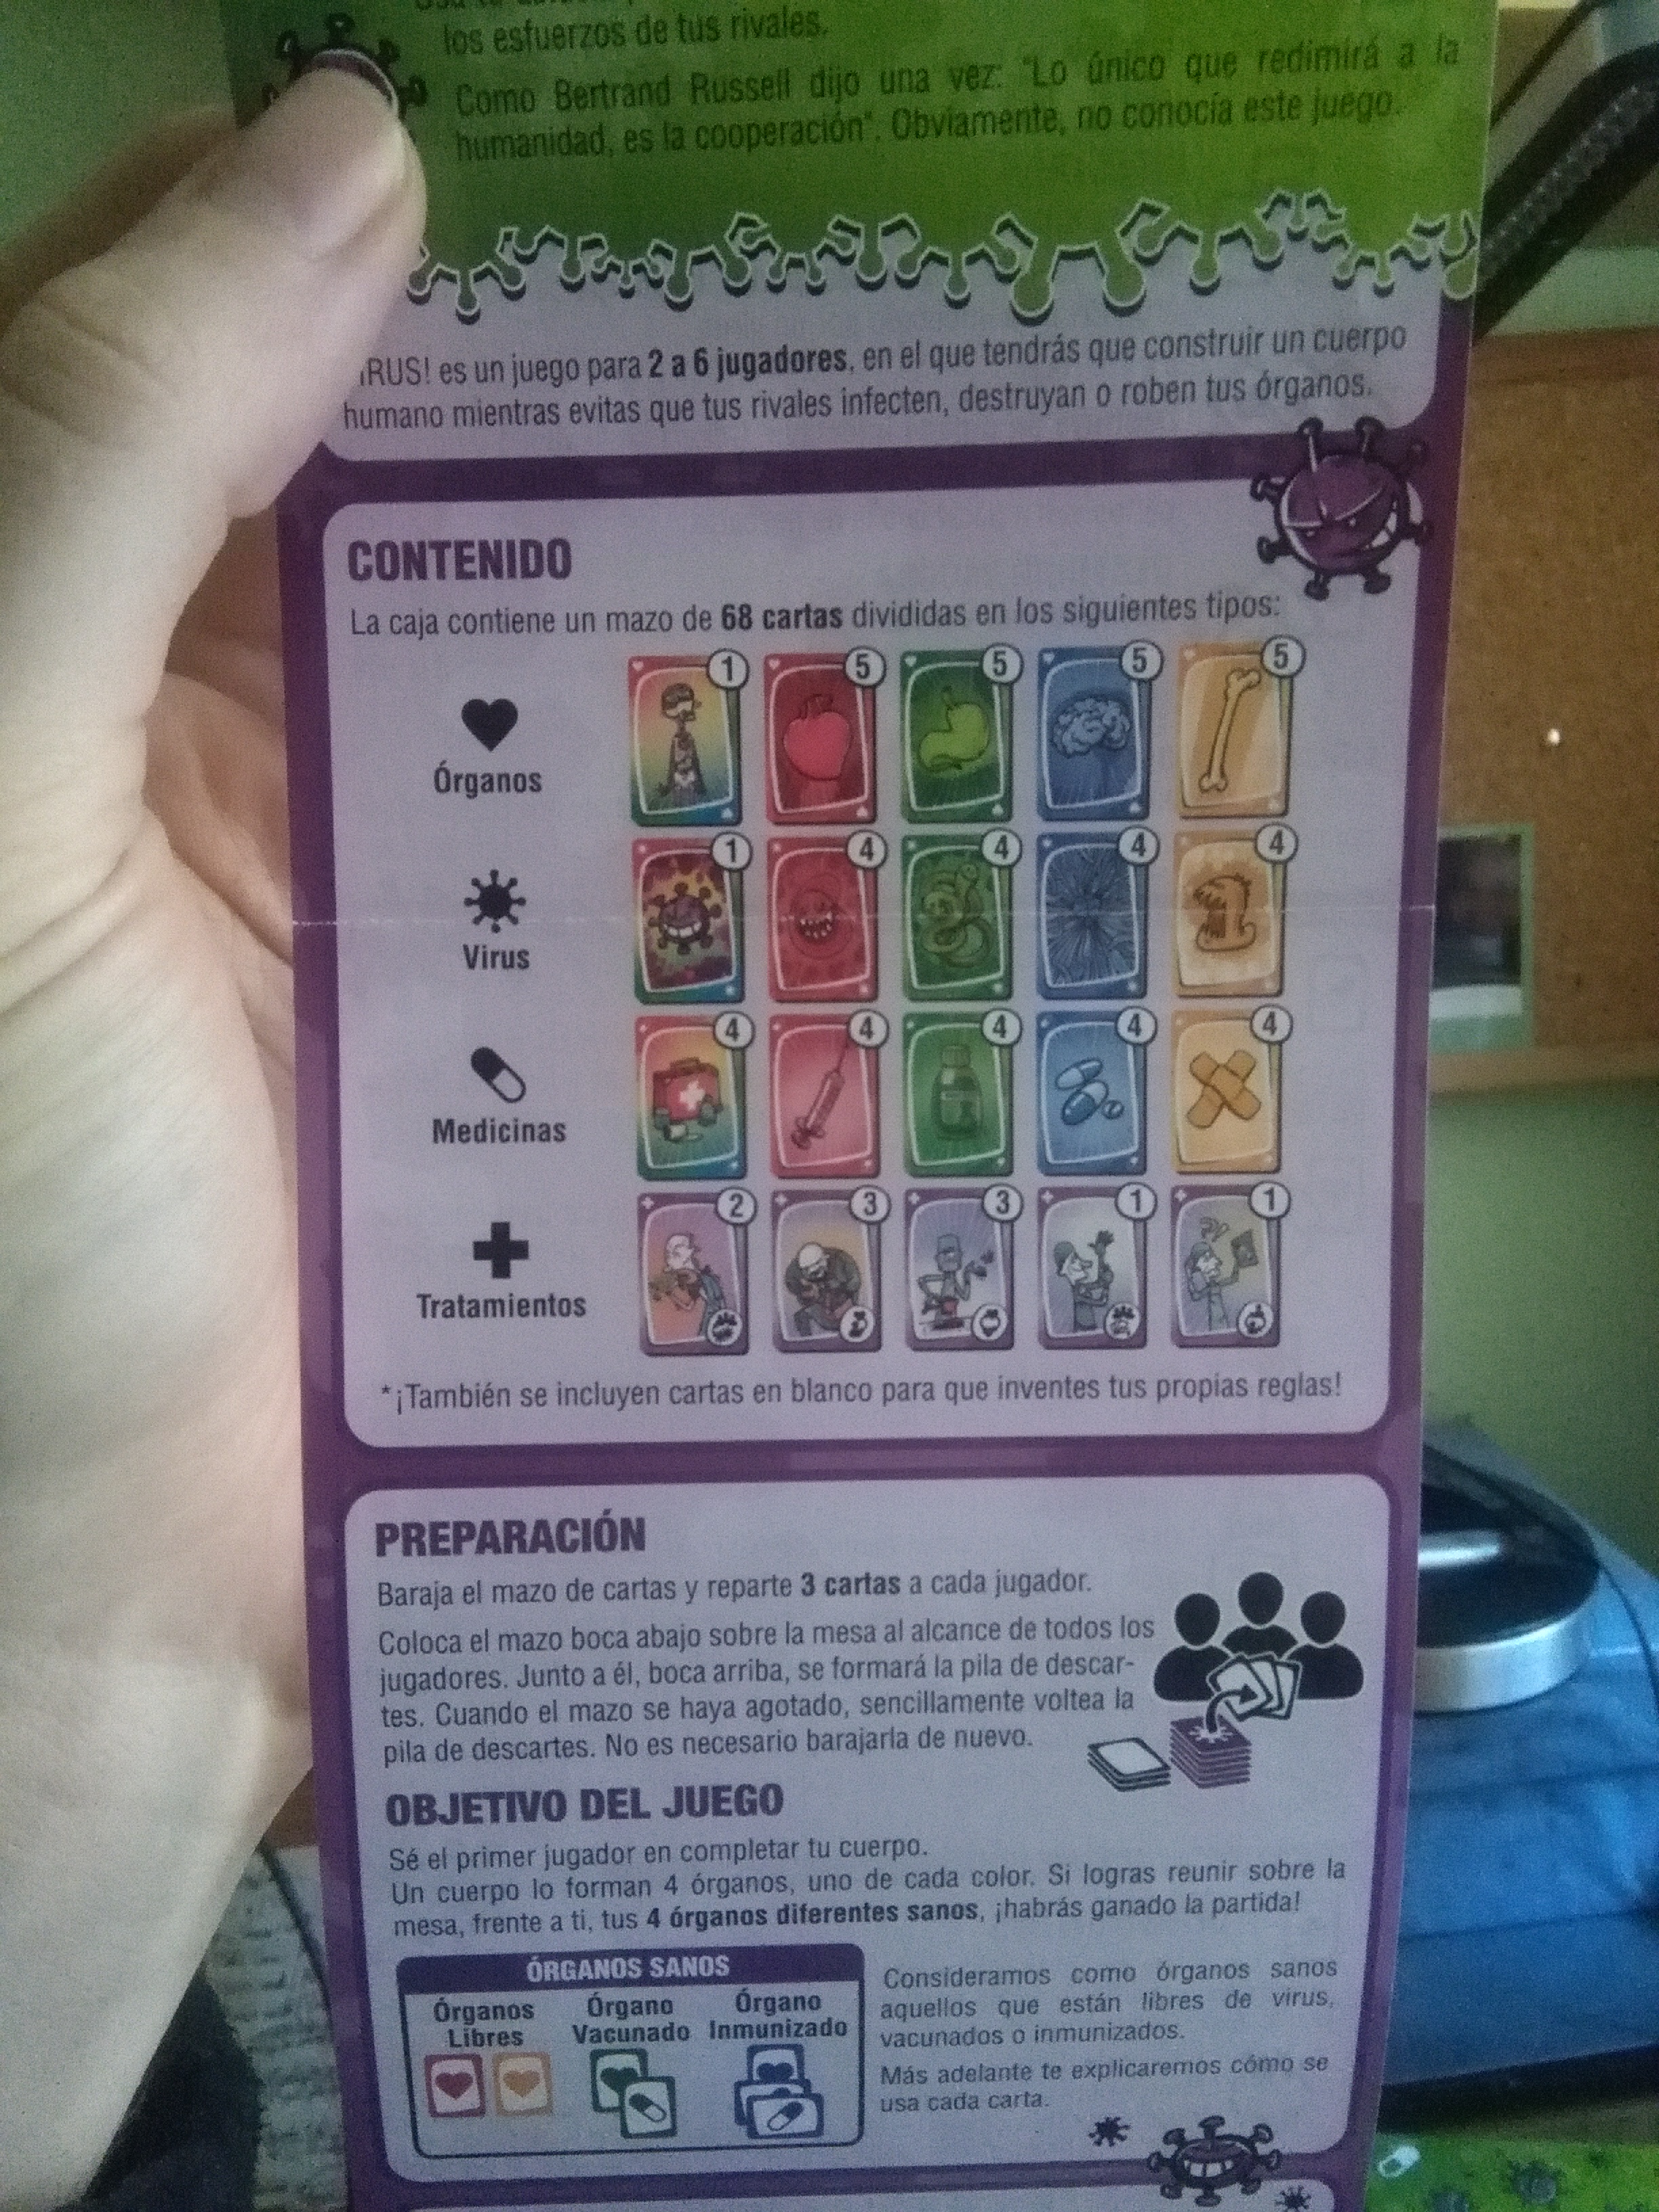 los esfuerzos de tus rivales.
Como Bertrand Russell dijo una vez: "Lo único que redimirá a la
humanidad, es la cooperación". Obviamente, no conocía este juego.
IRUS! es un juego para 2 a 6 jugadores, en el que tendrás que construir un cuerpo
humano mientras evitas que tus rivales infecten, destruyan o roben tus órganos.
CONTENIDO
La caja contiene un mazo de 68 cartas divididas en los siguientes tipos:
1 5 5 5 5
Órganos
1 4 4 4 4
Virus
4 4 4 4 4
Medicinas
2 3 3 1 1
Tratamientos
*¡También se incluyen cartas en blanco para que inventes tus propias reglas!
PREPARACIÓN
Baraja el mazo de cartas y reparte 3 cartas a cada jugador.
Coloca el mazo boca abajo sobre la mesa al alcance de todos los
jugadores. Junto a él, boca arriba, se formará la pila de descar-
tes. Cuando el mazo se haya agotado, sencillamente voltea la
pila de descartes. No es necesario barajarla de nuevo.
OBJETIVO DEL JUEGO
Sé el primer jugador en completar tu cuerpo.
Un cuerpo lo forman 4 órganos, uno de cada color. Si logras reunir sobre la
mesa, frente a ti, tus 4 órganos diferentes sanos, ¡habrás ganado la partida!
ÓRGANOS SANOS
Órganos Libres
Órgano Vacunado
Órgano Inmunizado
Consideramos como órganos sanos
aquellos que están libres de virus,
vacunados o inmunizados.
Más adelante te explicaremos cómo se
usa cada carta.